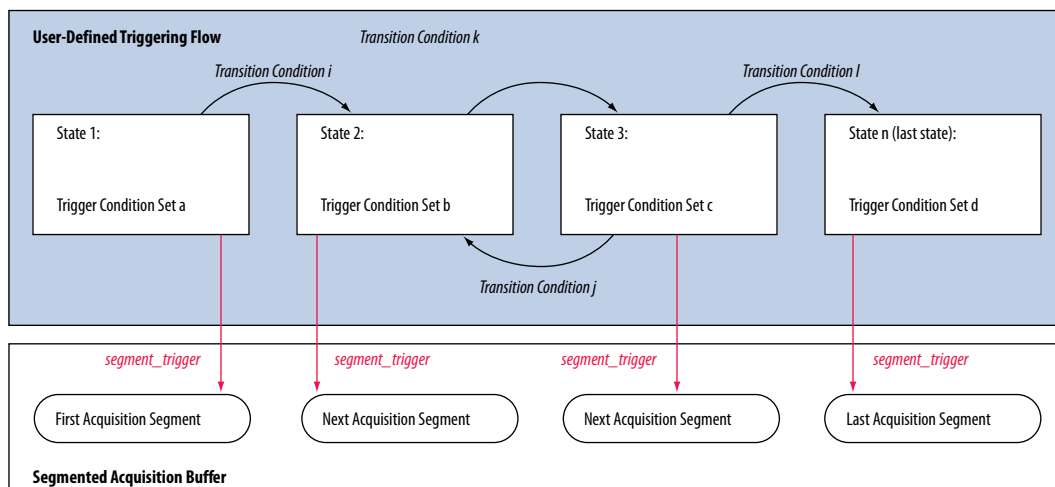 User-Defined Triggering Flow
Transition Condition k
Transition Condition i
Transition Condition l
State 1:
State 2:
State 3:
State n (last state):
Trigger Condition Set a
Trigger Condition Set b
Trigger Condition Set c
Trigger Condition Set d
Transition Condition j
segment_trigger
segment_trigger
segment_trigger
segment_trigger
First Acquisition Segment
Next Acquisition Segment
Next Acquisition Segment
Last Acquisition Segment
Segmented Acquisition Buffer